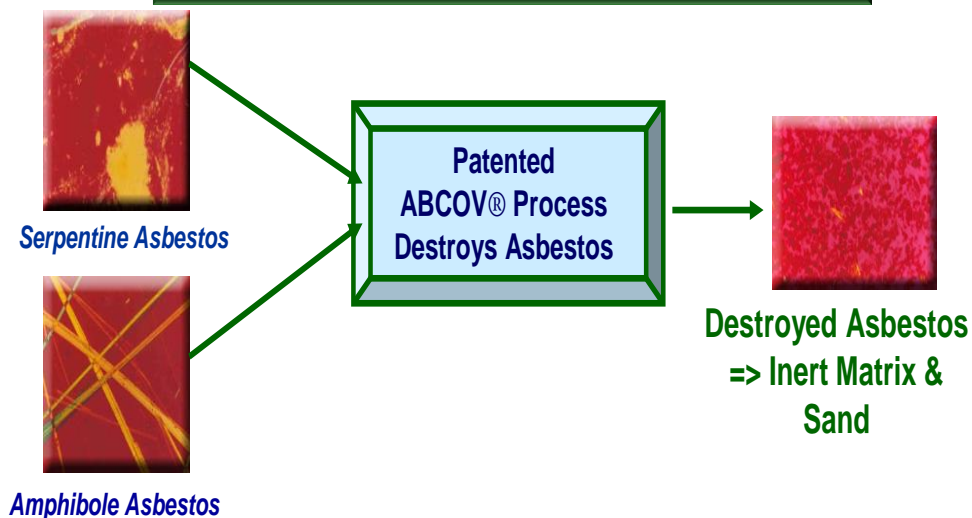 Serpentine Asbestos
Amphibole Asbestos
Patented
ABCOV® Process
Destroys Asbestos
Destroyed Asbestos
=> Inert Matrix &
Sand